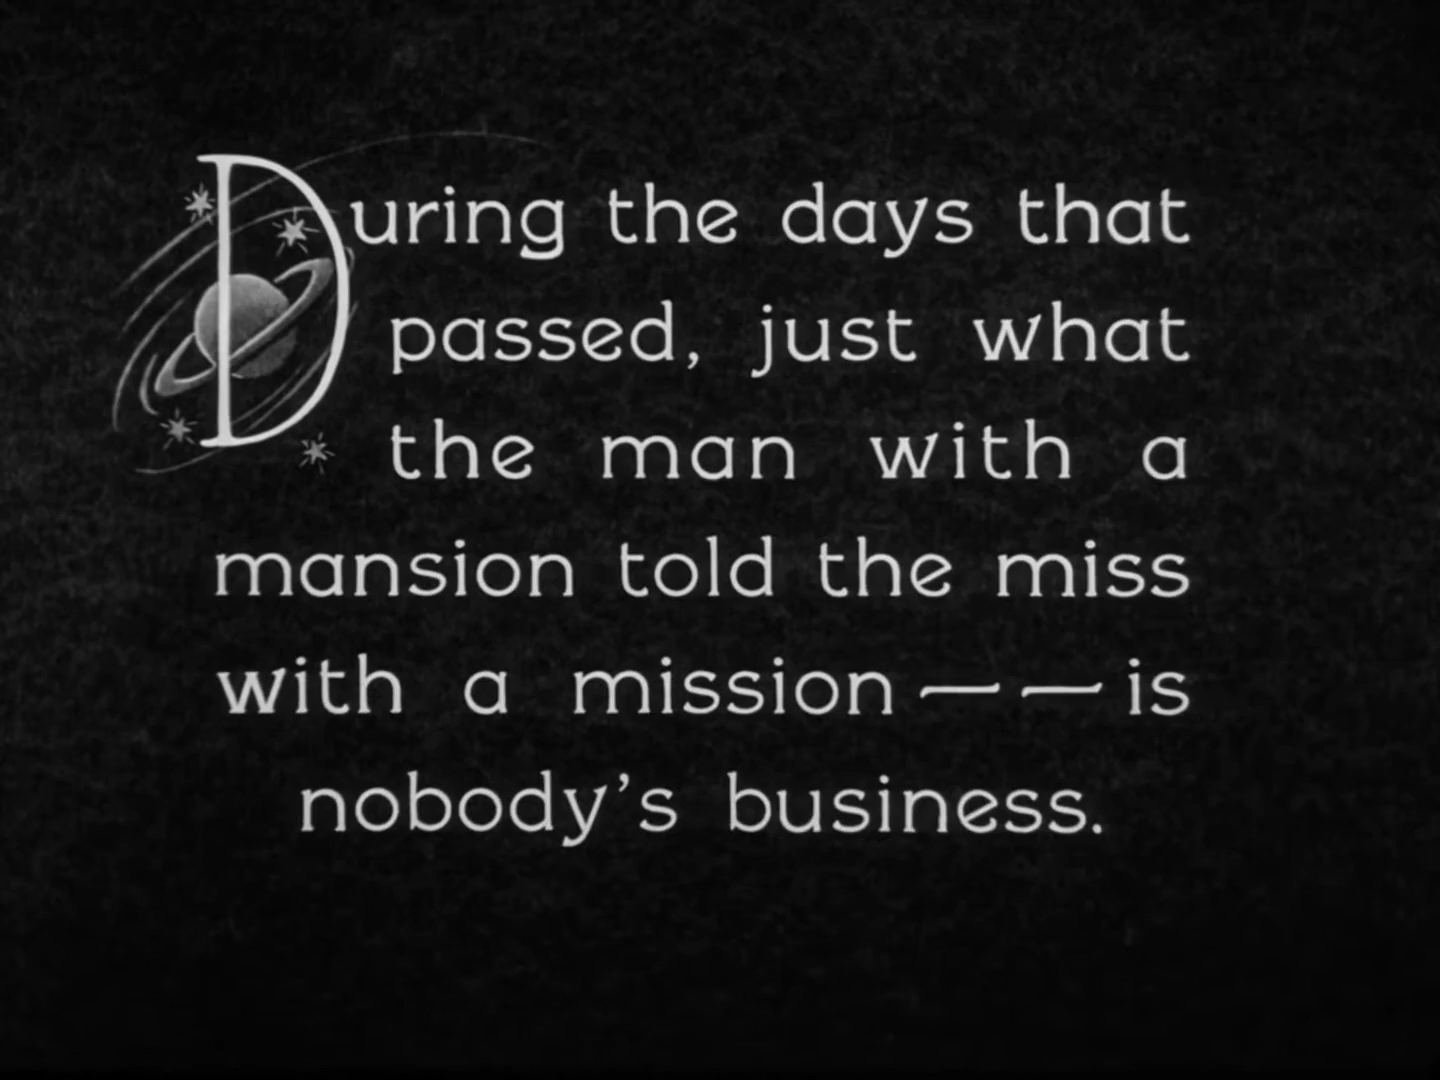 During the days that
passed, just what
the man with a
mansion told the miss
with a mission — — is
nobody’s business.